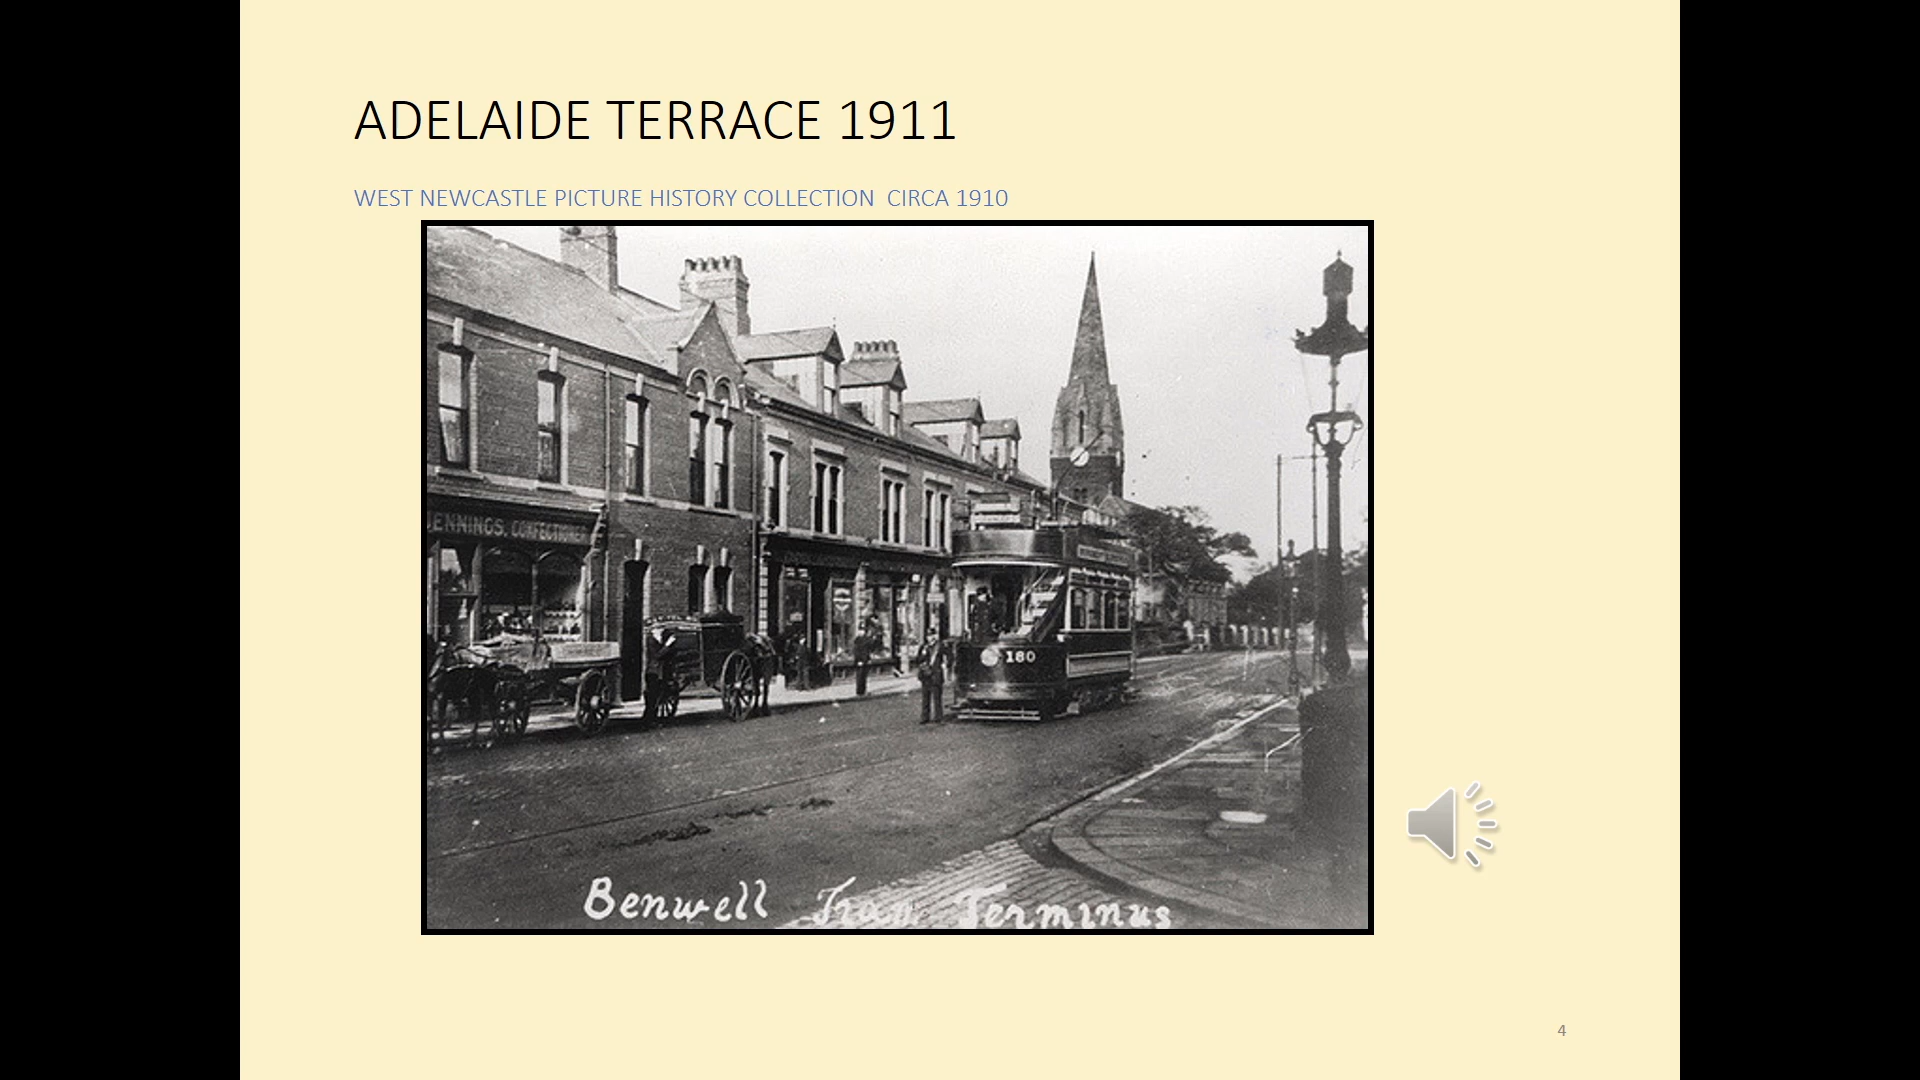 ADELAIDE TERRACE 1911
WEST NEWCASTLE PICTURE HISTORY COLLECTION CIRCA 1910
JENNINGS. CONFECTIONER
180
Benwell Tram Terminus
4